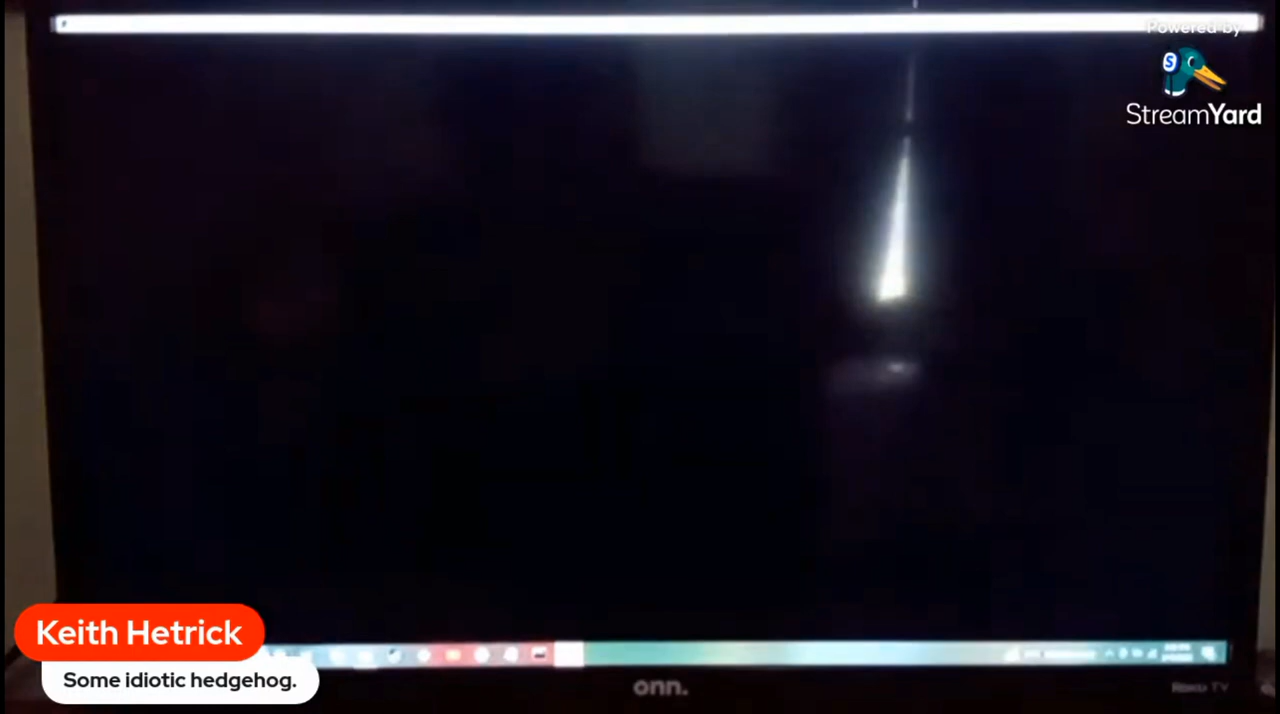 Powered by
StreamYard
Keith Hetrick
Some idiotic hedgehog.
onn.
Roku TV